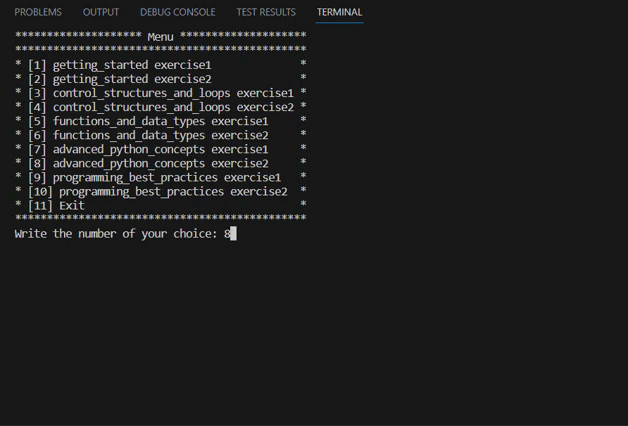 PROBLEMS OUTPUT DEBUG CONSOLE TEST RESULTS TERMINAL
******************** Menu ********************
**********************************************
* [1] getting_started exercise1              *
* [2] getting_started exercise2              *
* [3] control_structures_and_loops exercise1 *
* [4] control_structures_and_loops exercise2 *
* [5] functions_and_data_types exercise1     *
* [6] functions_and_data_types exercise2     *
* [7] advanced_python_concepts exercise1     *
* [8] advanced_python_concepts exercise2     *
* [9] programming_best_practices exercise1   *
* [10] programming_best_practices exercise2  *
* [11] Exit                                  *
**********************************************
Write the number of your choice: 8